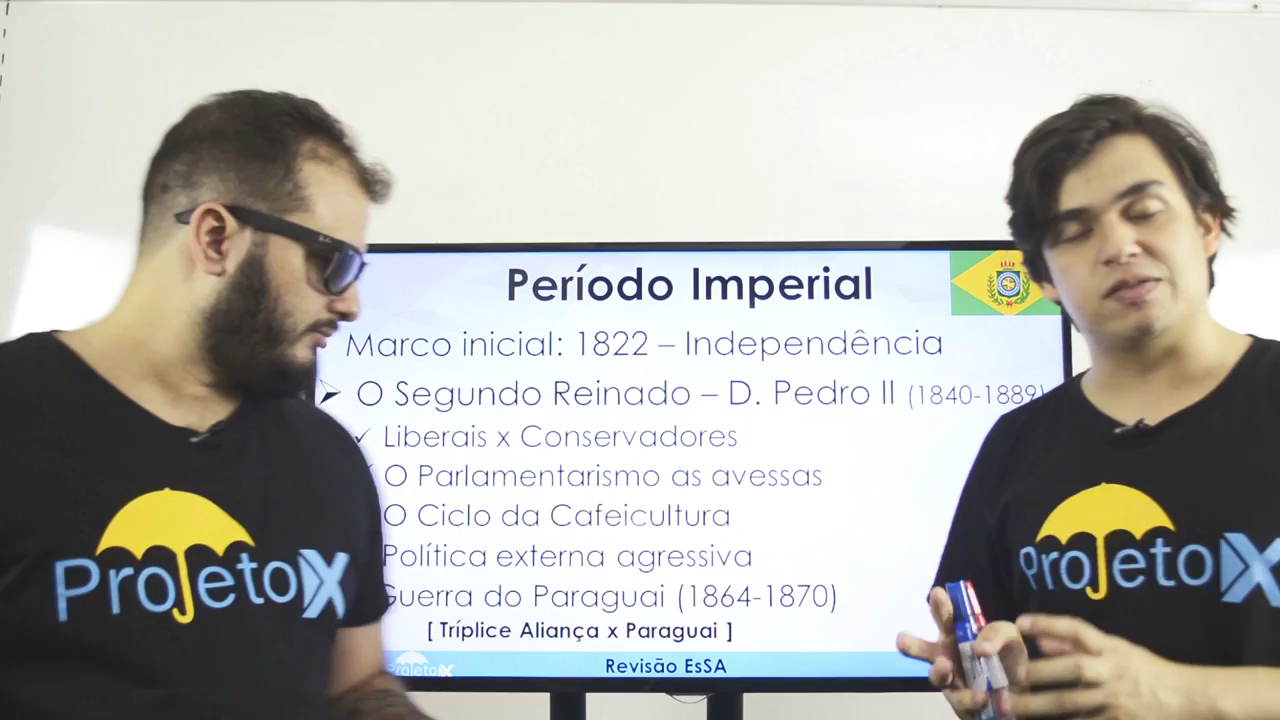 Período Imperial
Marco inicial: 1822 – Independência
O Segundo Reinado – D. Pedro II (1840-1889)
Liberais x Conservadores
O Parlamentarismo as avessas
O Ciclo da Cafeicultura
Política externa agressiva
Guerra do Paraguai (1864-1870)
[ Tríplice Aliança x Paraguai ]
ProjetoX
Revisão EsSA
ProjetoX
ProjetoX